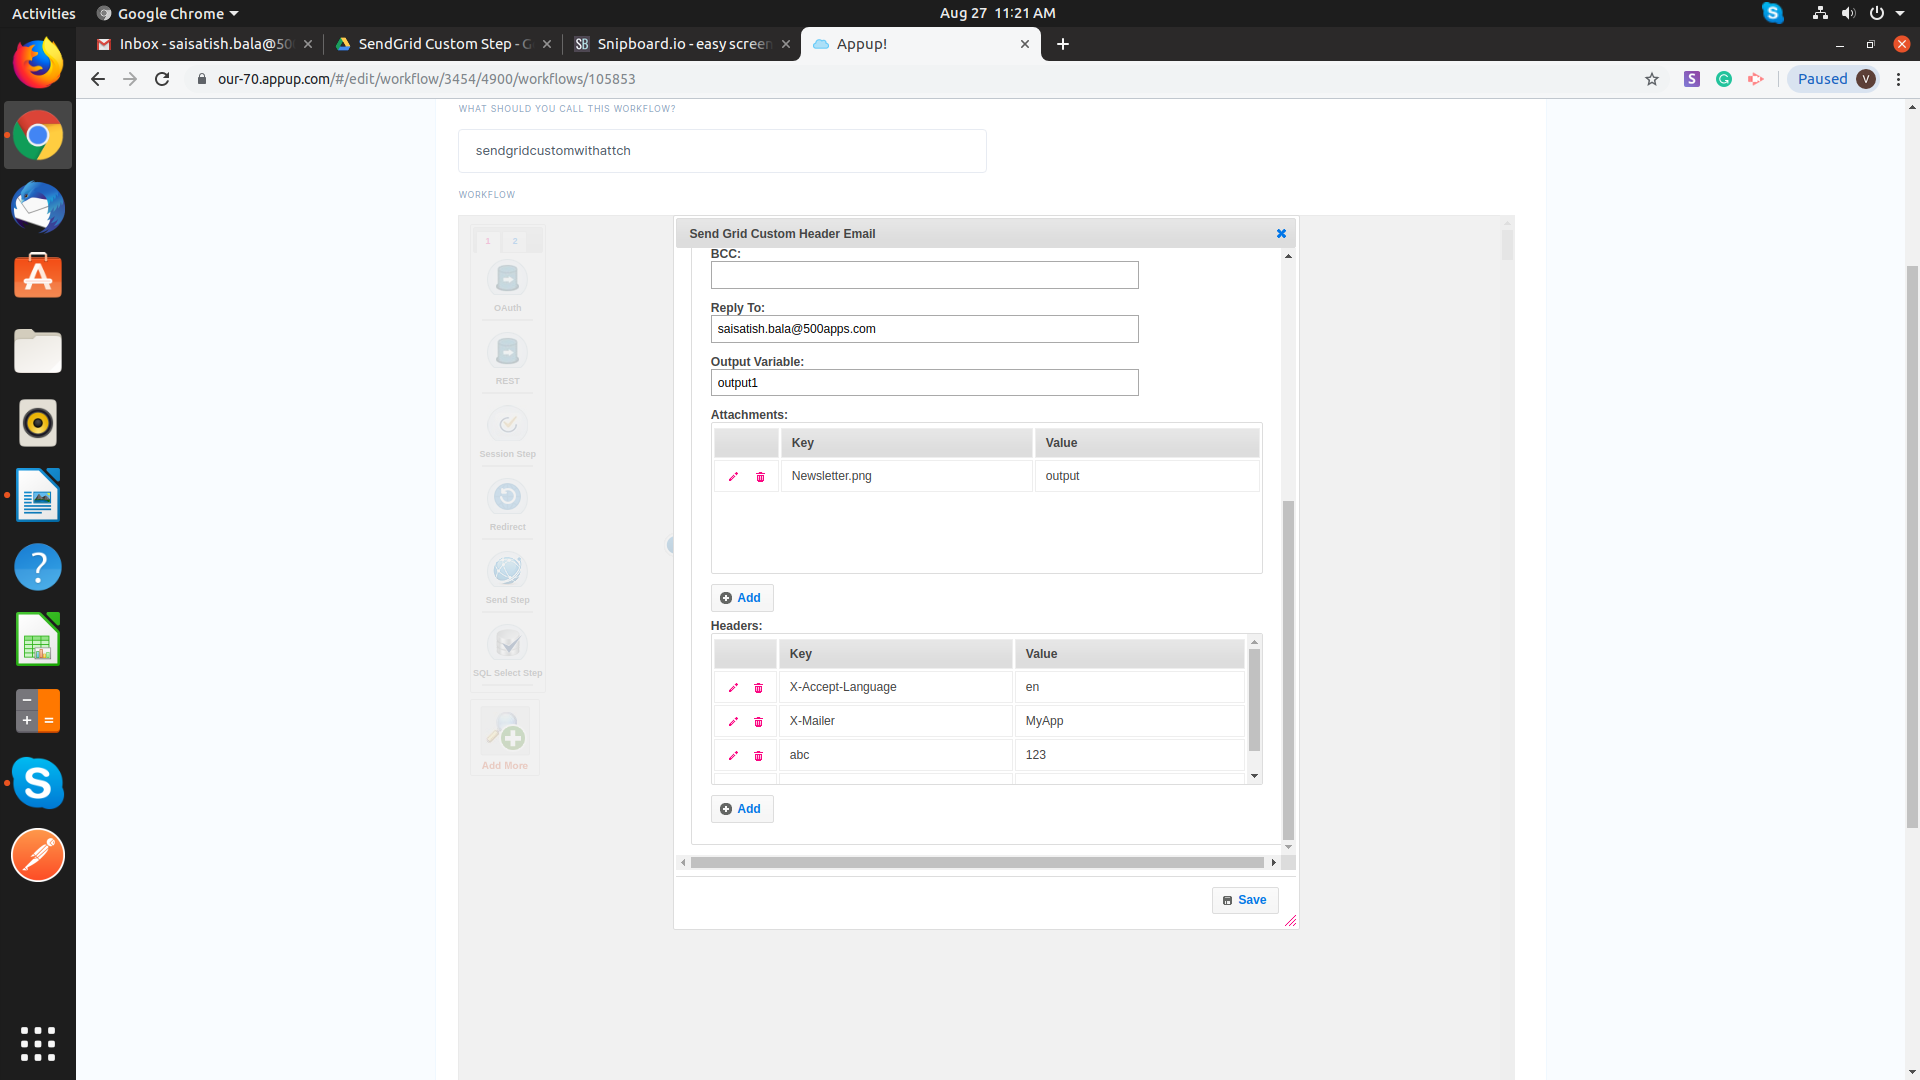 Activities
Google Chrome
Aug 27 11:21 AM
Inbox - saisatish.bala@50
SendGrid Custom Step - G
SB
Snipboard.io - easy screen
Appup!
our-70.appup.com/#/edit/workflow/3454/4900/workflows/105853
S
G
Paused
V
WHAT SHOULD YOU CALL THIS WORKFLOW?
sendgridcustomwithattch
WORKFLOW
1
2
OAuth
REST
Session Step
Redirect
Send Step
SQL Select Step
Add More
Send Grid Custom Header Email
BCC:
Reply To:
saisatish.bala@500apps.com
Output Variable:
output1
Attachments:
Key
Value
Newsletter.png
output
Add
Headers:
Key
Value
X-Accept-Language
en
X-Mailer
MyApp
abc
123
Add
Save